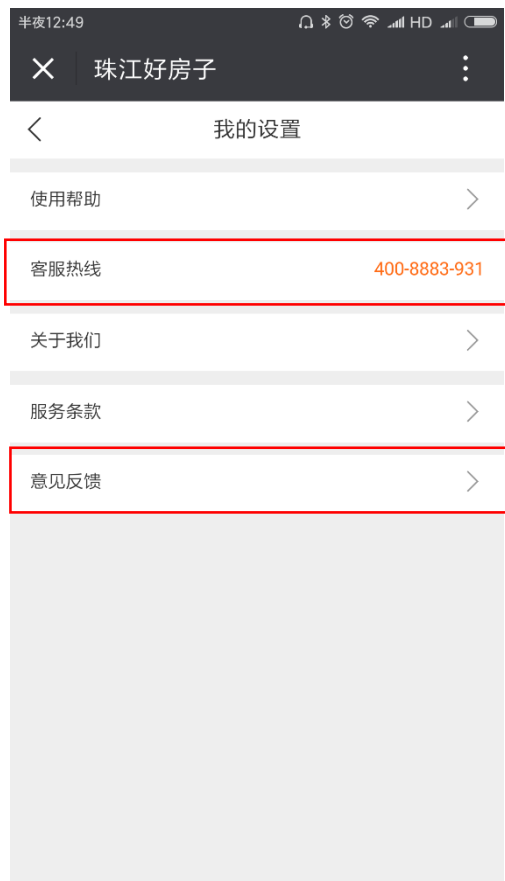 半夜12:49 HD
珠江好房子
我的设置
使用帮助
客服热线 400-8883-931
关于我们
服务条款
意见反馈